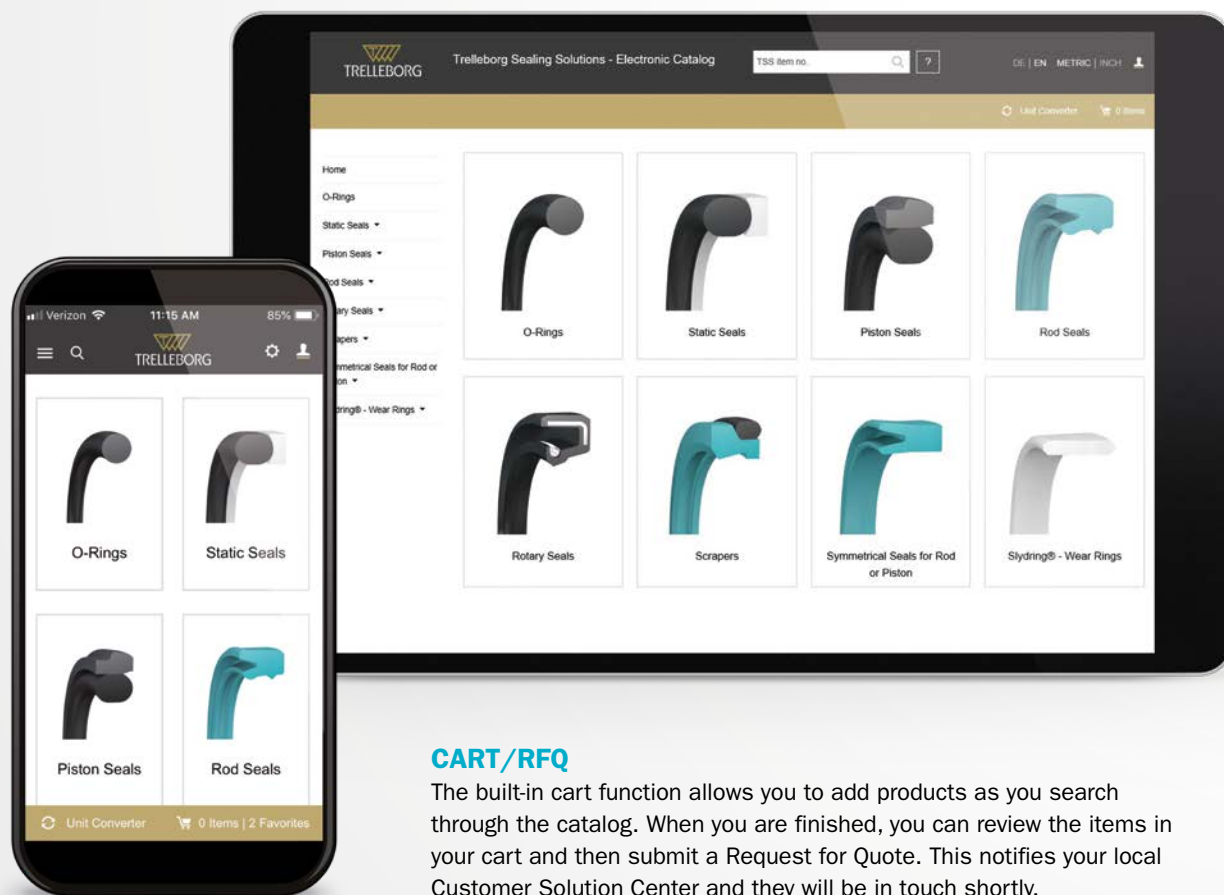 TRELLEBORG
Trelleborg Sealing Solutions - Electronic Catalog
TSS item no.
?
DE | EN METRIC | INCH
Unit Converter
0 Items
Home
O-Rings
Static Seals
Piston Seals
Rod Seals
ary Seals
apers
mmetrical Seals for Rod or
on
dring® - Wear Rings
O-Rings
Static Seals
Piston Seals
Rod Seals
Rotary Seals
Scrapers
Symmetrical Seals for Rod
or Piston
Slydring® - Wear Rings
Verizon 11:15 AM 85%
TRELLEBORG
O-Rings
Static Seals
Piston Seals
Rod Seals
Unit Converter 0 Items | 2 Favorites
CART/RFQ
The built-in cart function allows you to add products as you search
through the catalog. When you are finished, you can review the items in
your cart and then submit a Request for Quote. This notifies your local
Customer Solution Center and they will be in touch shortly.